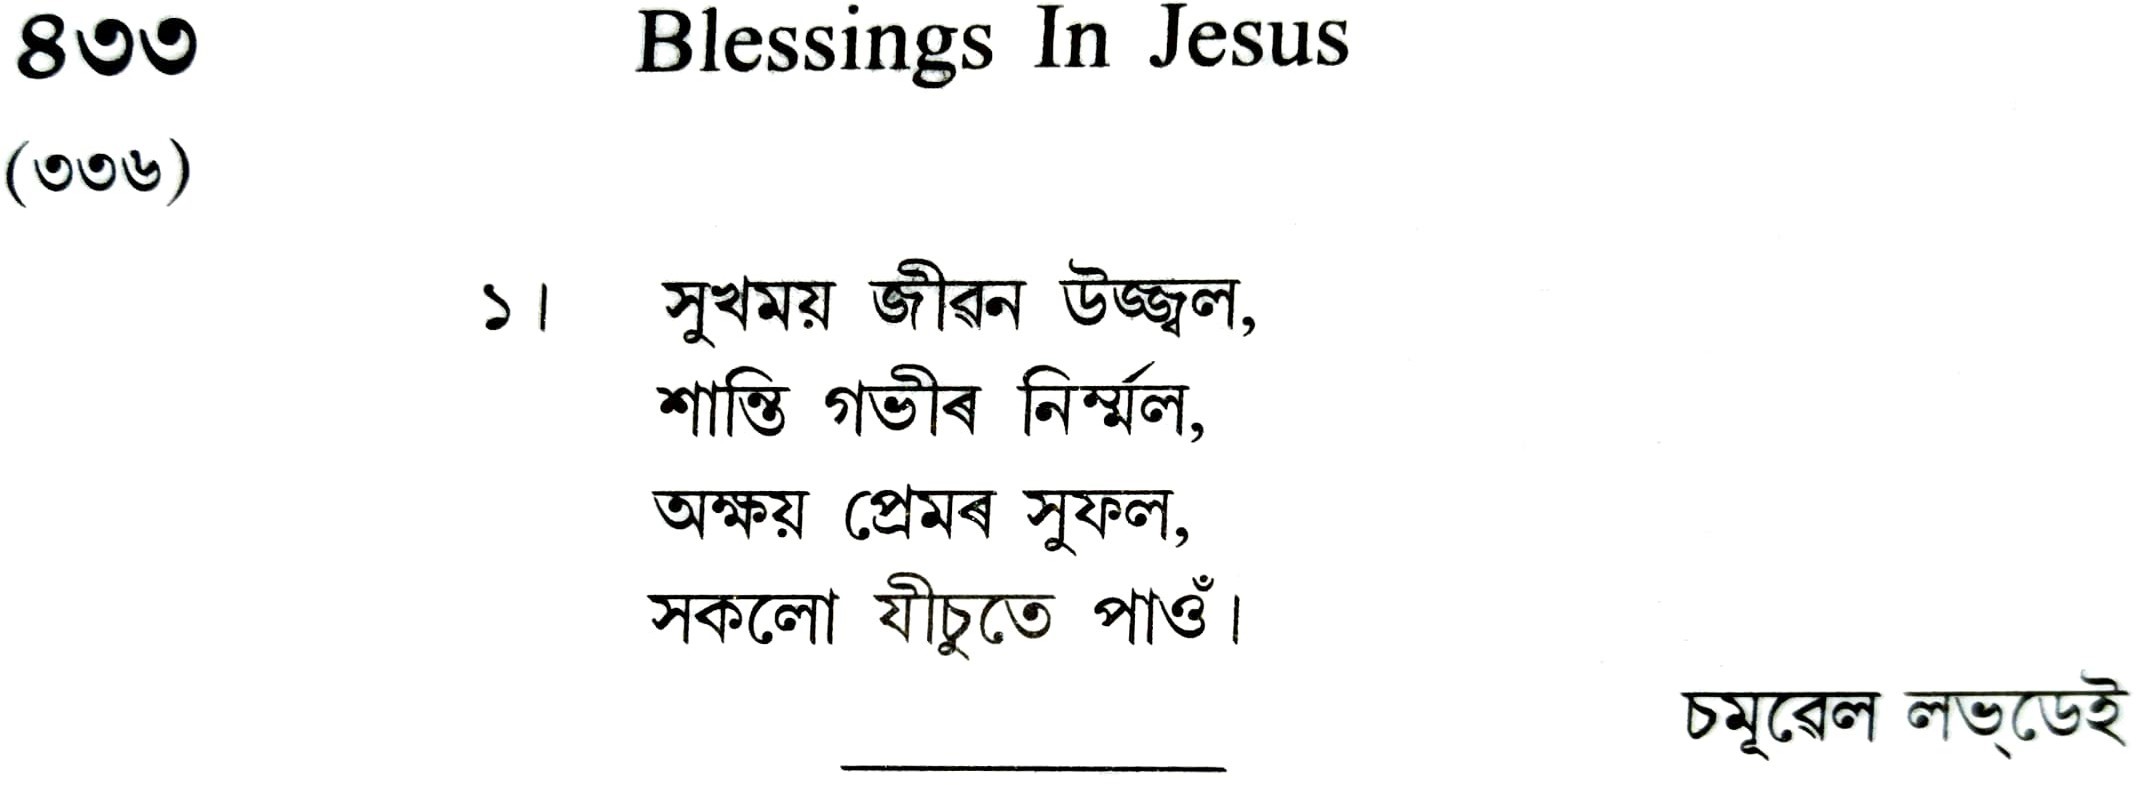 ৪৩৩ Blessings In Jesus
(৩৩৬)
১। সুখময় জীৱন উজ্জ্বল,
শান্তি গভীৰ নিৰ্ম্মল,
অক্ষয় প্ৰেমৰ সুফল,
সকলো যীচুতে পাওঁ।
চমূৱেল লভ্ডেই